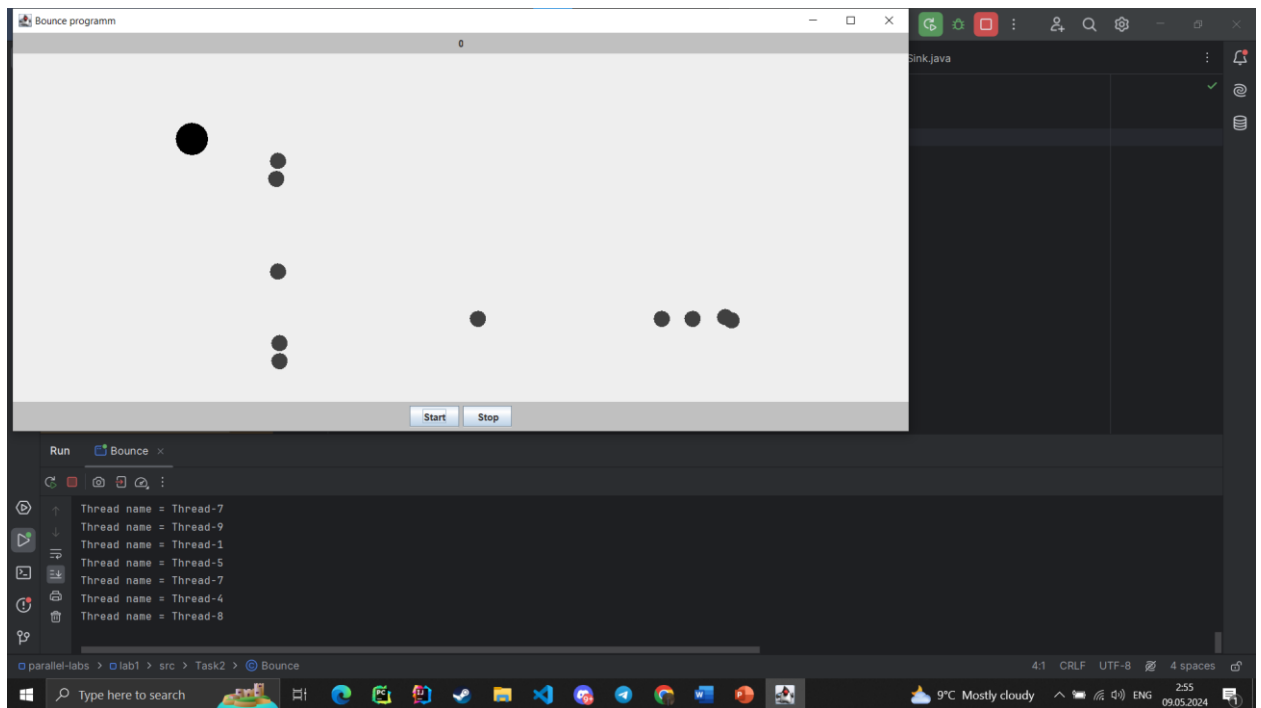 Bounce programm
0
Sink.java
Start Stop
Run Bounce
Thread name = Thread-7
Thread name = Thread-9
Thread name = Thread-1
Thread name = Thread-5
Thread name = Thread-7
Thread name = Thread-4
Thread name = Thread-8
parallel-labs > lab1 > src > Task2 > Bounce 4:1 CRLF UTF-8 4 spaces
Type here to search 9°C Mostly cloudy ENG 2:55
09.05.2024